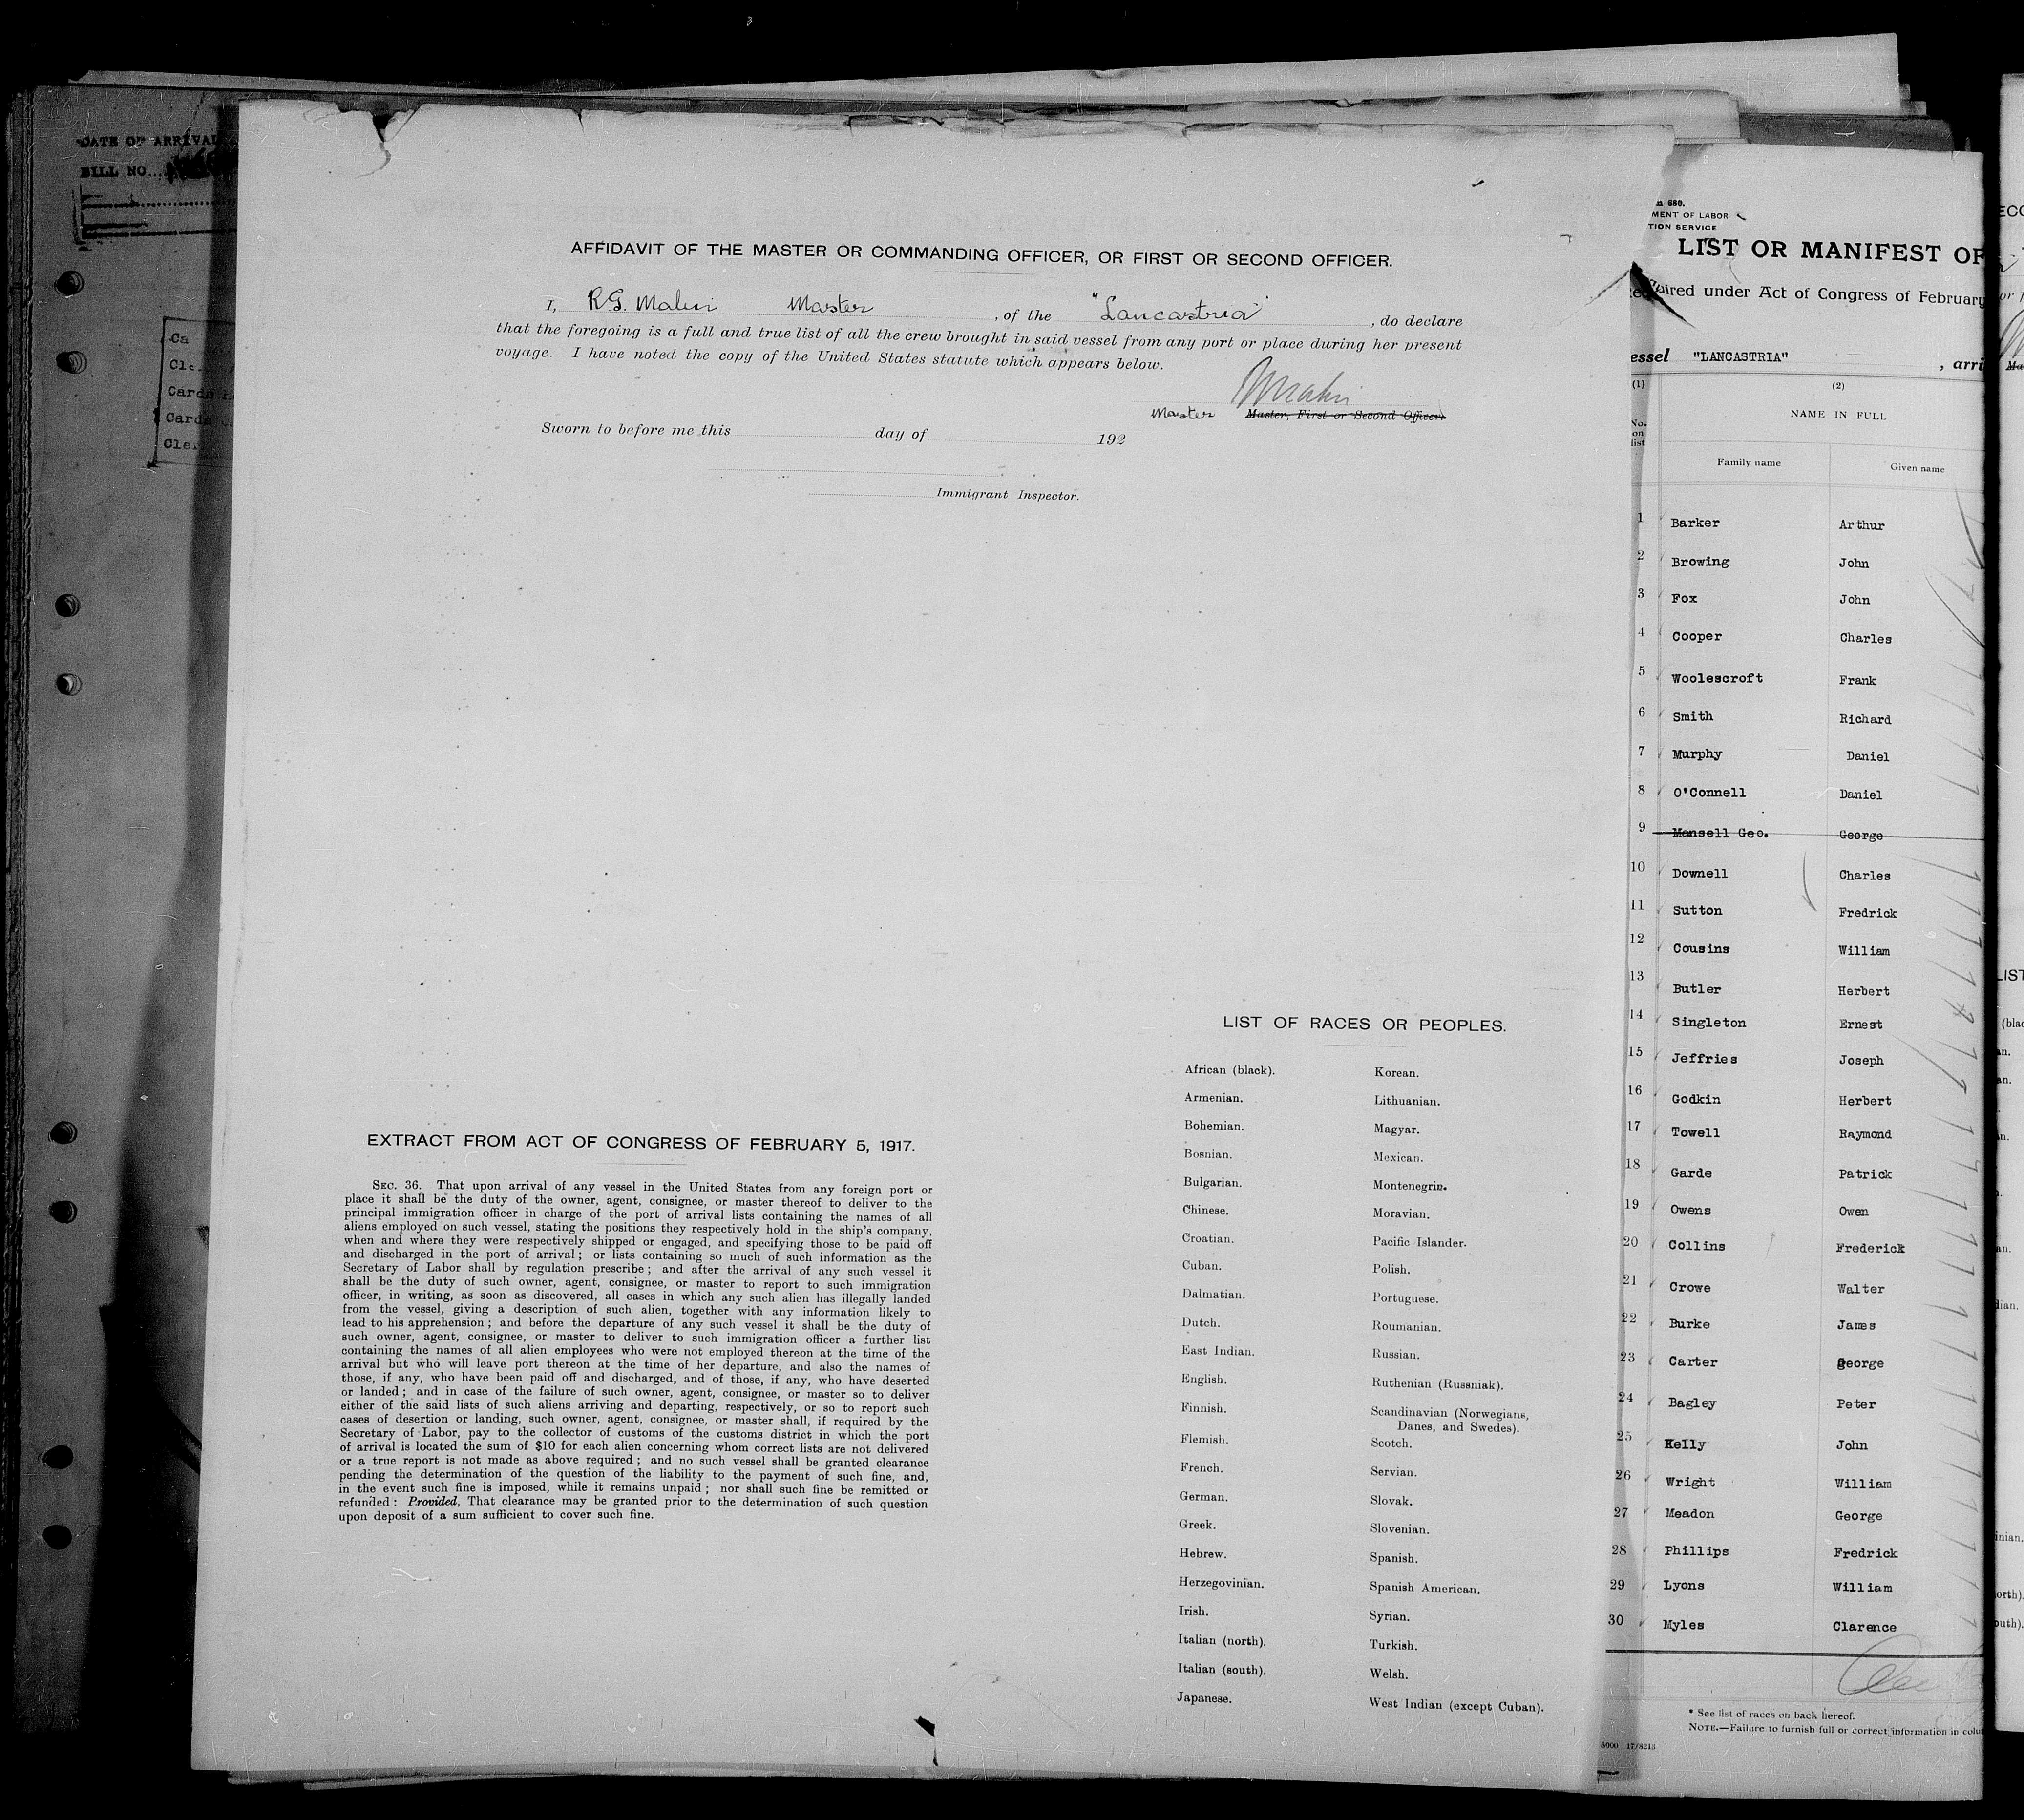 DATE OF ARRIVAL
BILL NO...
Ca
Cle
Cards
Cards
Cler
AFFIDAVIT OF THE MASTER OR COMMANDING OFFICER, OR FIRST OR SECOND OFFICER.
I, R.G. Malin Master, of the "Lancastria", do declare
that the foregoing is a full and true list of all the crew brought in said vessel from any port or place during her present
voyage. I have noted the copy of the United States statute which appears below.
Master Master, First or Second Officer.
Sworn to before me this day of 192
Immigrant Inspector.
EXTRACT FROM ACT OF CONGRESS OF FEBRUARY 5, 1917.
SEC. 36. That upon arrival of any vessel in the United States from any foreign port or
place it shall be the duty of the owner, agent, consignee, or master thereof to deliver to the
principal immigration officer in charge of the port of arrival lists containing the names of all
aliens employed on such vessel, stating the positions they respectively hold in the ship's company,
when and where they were respectively shipped or engaged, and specifying those to be paid off
and discharged in the port of arrival; or lists containing so much of such information as the
Secretary of Labor shall by regulation prescribe; and after the arrival of any such vessel it
shall be the duty of such owner, agent, consignee, or master to report to such immigration
officer, in writing, as soon as discovered, all cases in which any such alien has illegally landed
from the vessel, giving a description of such alien, together with any information likely to
lead to his apprehension; and before the departure of any such vessel it shall be the duty of
such owner, agent, consignee, or master to deliver to such immigration officer a further list
containing the names of all alien employees who were not employed thereon at the time of the
arrival but who will leave port thereon at the time of her departure, and also the names of
those, if any, who have been paid off and discharged, and of those, if any, who have deserted
or landed; and in case of the failure of such owner, agent, consignee, or master so to deliver
either of the said lists of such aliens arriving and departing, respectively, or so to report such
cases of desertion or landing, such owner, agent, consignee, or master shall, if required by the
Secretary of Labor, pay to the collector of customs of the customs district in which the port
of arrival is located the sum of $10 for each alien concerning whom correct lists are not delivered
or a true report is not made as above required; and no such vessel shall be granted clearance
pending the determination of the question of the liability to the payment of such fine, and,
in the event such fine is imposed, while it remains unpaid; nor shall such fine be remitted or
refunded: Provided, That clearance may be granted prior to the determination of such question
upon deposit of a sum sufficient to cover such fine.
LIST OF RACES OR PEOPLES.
African (black). Korean.
Armenian. Lithuanian.
Bohemian. Magyar.
Bosnian. Mexican.
Bulgarian. Montenegrin.
Chinese. Moravian.
Croatian. Pacific Islander.
Cuban. Polish.
Dalmatian. Portuguese.
Dutch. Roumanian.
East Indian. Russian.
English. Ruthenian (Russniak).
Finnish. Scandinavian (Norwegians,
Danes, and Swedes).
Flemish. Scotch.
French. Servian.
German. Slovak.
Greek. Slovenian.
Hebrew. Spanish.
Herzegovinian. Spanish American.
Irish. Syrian.
Italian (north). Turkish.
Italian (south). Welsh.
Japanese. West Indian (except Cuban).
680.
MENT OF LABOR
TION SERVICE
LIST OR MANIFEST OF
uired under Act of Congress of February
essel "LANCASTRIA", arri
(1) (2)
No. on list
NAME IN FULL
Family name Given name
1 Barker Arthur
2 Browing John
3 Fox John
4 Cooper Charles
5 Woolescroft Frank
6 Smith Richard
7 Murphy Daniel
8 O'Connell Daniel
9 Mansell Geo. George
10 Downell Charles
11 Sutton Fredrick
12 Cousins William
13 Butler Herbert
14 Singleton Ernest
15 Jeffries Joseph
16 Godkin Herbert
17 Towell Raymond
18 Garde Patrick
19 Owens Owen
20 Collins Frederick
21 Crowe Walter
22 Burke James
23 Carter George
24 Bagley Peter
25 Kelly John
26 Wright William
27 Meadon George
28 Phillips Fredrick
29 Lyons William
30 Myles Clarence
* See list of races on back hereof.
NOTE.—Failure to furnish full or correct information in colu
5000 17/8213